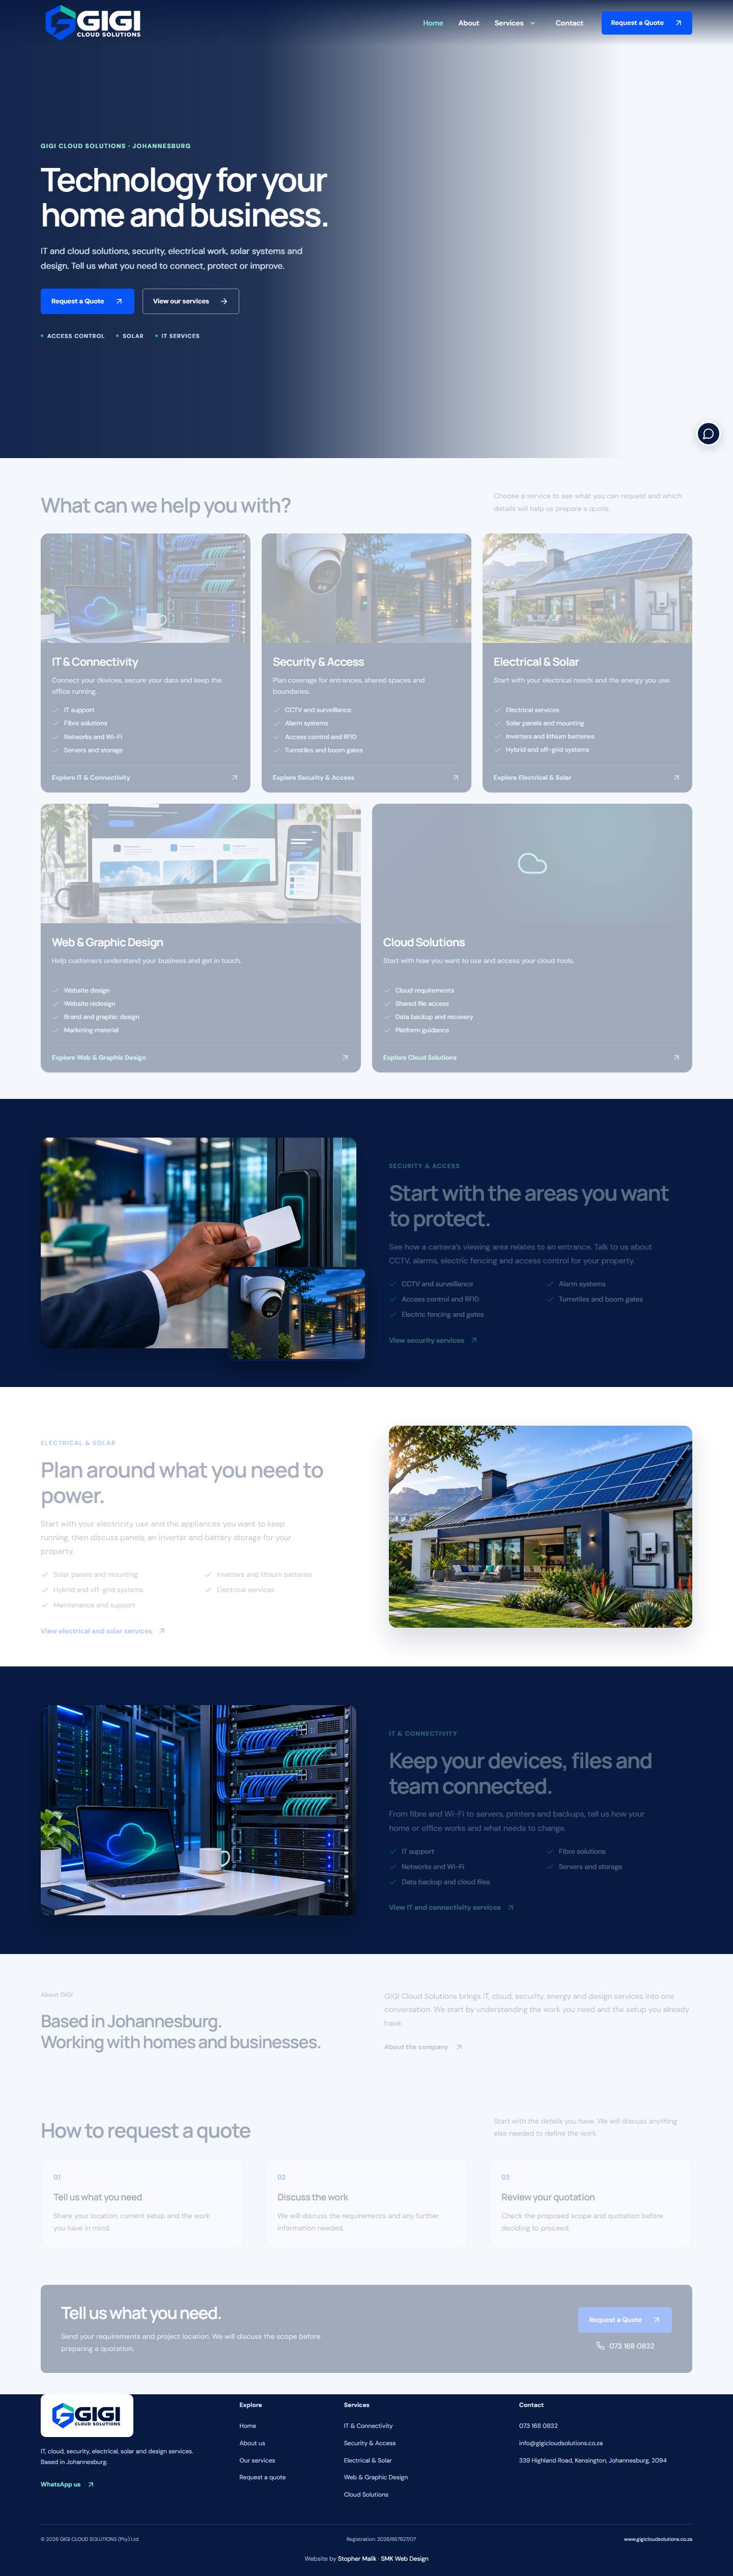 GIGI
CLOUD SOLUTIONS
Home
About
Services
Contact
Request a Quote
GIGI CLOUD SOLUTIONS · JOHANNESBURG
Technology for your
home and business.
IT and cloud solutions, security, electrical work, solar systems and
design. Tell us what you need to connect, protect or improve.
Request a Quote
View our services
ACCESS CONTROL
SOLAR
IT SERVICES
What can we help you with?
Choose a service to see what you can request and which
details will help us prepare a quote.
IT & Connectivity
Connect your devices, secure your data and keep the
office running.
IT support
Fibre solutions
Networks and Wi-Fi
Servers and storage
Explore IT & Connectivity
Security & Access
Plan coverage for entrances, shared spaces and
boundaries.
CCTV and surveillance
Alarm systems
Access control and RFID
Turnstiles and boom gates
Explore Security & Access
Electrical & Solar
Start with your electrical needs and the energy you use.
Electrical services
Solar panels and mounting
Inverters and lithium batteries
Hybrid and off-grid systems
Explore Electrical & Solar
Web & Graphic Design
Help customers understand your business and get in touch.
Website design
Website redesign
Brand and graphic design
Marketing material
Explore Web & Graphic Design
Cloud Solutions
Start with how you want to use and access your cloud tools.
Cloud requirements
Shared file access
Data backup and recovery
Platform guidance
Explore Cloud Solutions
SECURITY & ACCESS
Start with the areas you want
to protect.
See how a camera's viewing area relates to an entrance. Talk to us about
CCTV, alarms, electric fencing and access control for your property.
CCTV and surveillance
Alarm systems
Access control and RFID
Turnstiles and boom gates
Electric fencing and gates
View security services
ELECTRICAL & SOLAR
Plan around what you need to
power.
Start with your electricity use and the appliances you want to keep
running, then discuss panels, an inverter and battery storage for your
property.
Solar panels and mounting
Inverters and lithium batteries
Hybrid and off-grid systems
Electrical services
Maintenance and support
View electrical and solar services
IT & CONNECTIVITY
Keep your devices, files and
team connected.
From fibre and Wi-Fi to servers, printers and backups, tell us how your
home or office works and what needs to change.
IT support
Fibre solutions
Networks and Wi-Fi
Servers and storage
Data backup and cloud files
View IT and connectivity services
About GIGI
Based in Johannesburg.
Working with homes and businesses.
GIGI Cloud Solutions brings IT, cloud, security, energy and design services into one
conversation. We start by understanding the work you need and the setup you already
have.
About the company
How to request a quote
Start with the details you have. We will discuss anything
else needed to define the work.
01
Tell us what you need
Share your location, current setup and the work
you have in mind.
02
Discuss the work
We will discuss the requirements and any further
information needed.
03
Review your quotation
Check the proposed scope and quotation before
deciding to proceed.
Tell us what you need.
Send your requirements and project location. We will discuss the scope before
preparing a quotation.
Request a Quote
073 168 0832
GIGI
CLOUD SOLUTIONS
IT, cloud, security, electrical, solar and design services.
Based in Johannesburg.
WhatsApp us
Explore
Home
About us
Our services
Request a quote
Services
IT & Connectivity
Security & Access
Electrical & Solar
Web & Graphic Design
Cloud Solutions
Contact
073 168 0832
info@gigicloudsolutions.co.za
339 Highland Road, Kensington, Johannesburg, 2094
© 2026 GIGI CLOUD SOLUTIONS (Pty) Ltd
Registration: 2026/867627/07
www.gigicloudsolutions.co.za
Website by Stopher Malik · SMK Web Design